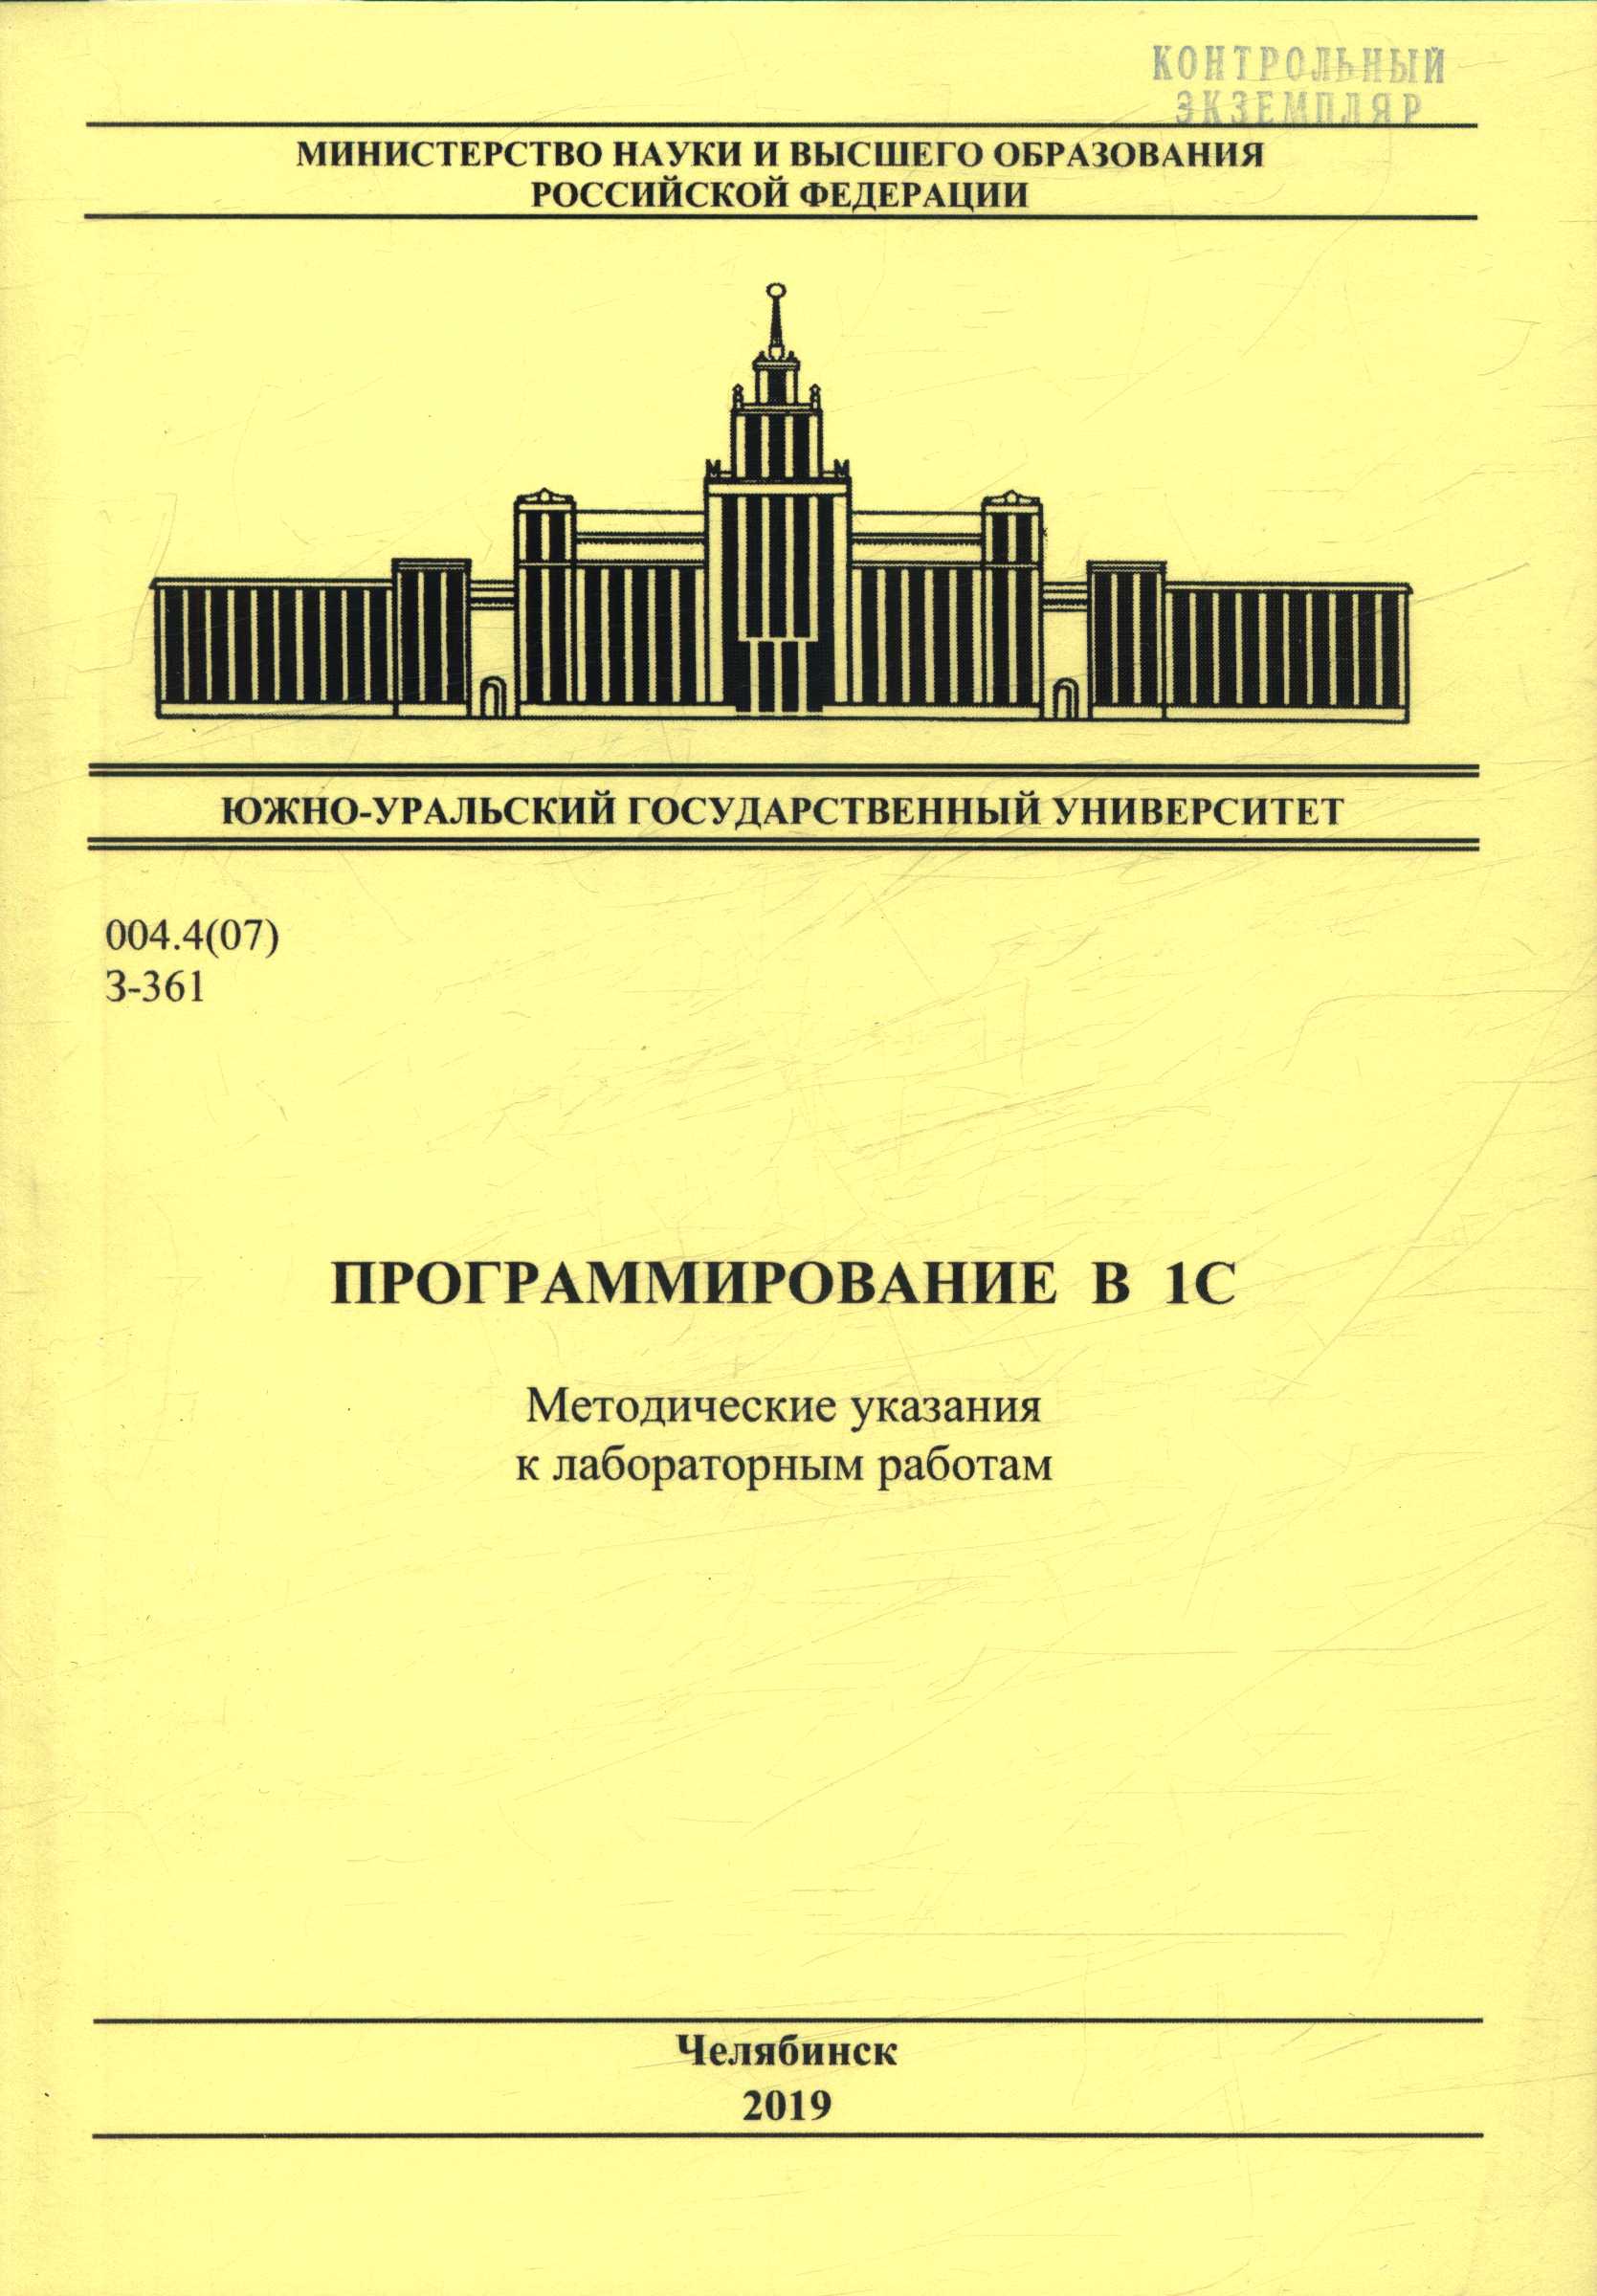 КОНТРОЛЬНЫЙ
ЭКЗЕМПЛЯР
МИНИСТЕРСТВО НАУКИ И ВЫСШЕГО ОБРАЗОВАНИЯ
РОССИЙСКОЙ ФЕДЕРАЦИИ
ЮЖНО-УРАЛЬСКИЙ ГОСУДАРСТВЕННЫЙ УНИВЕРСИТЕТ
004.4(07)
З-361
ПРОГРАММИРОВАНИЕ В 1С
Методические указания
к лабораторным работам
Челябинск
2019